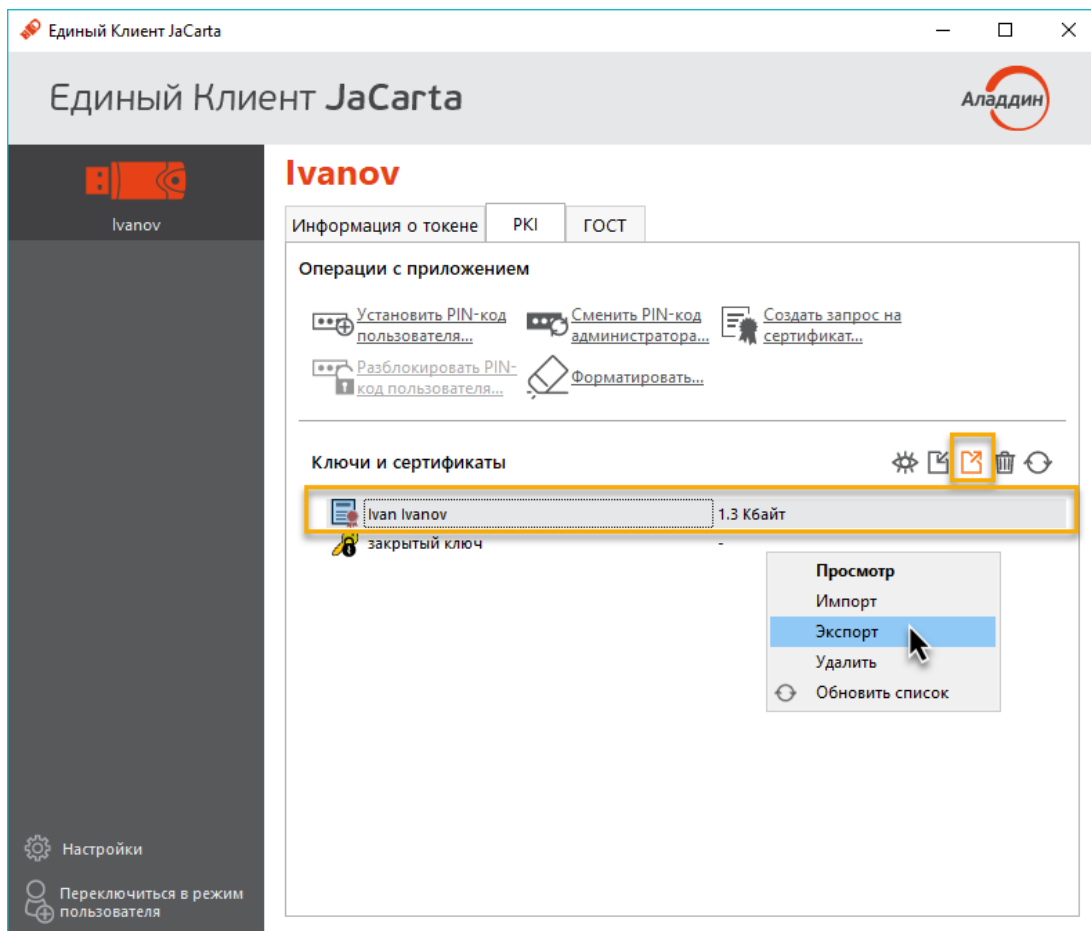 Единый Клиент JaCarta
Единый Клиент JaCarta
Аладдин
Ivanov
Ivanov
Информация о токене
PKI
ГОСТ
Операции с приложением
Установить PIN-код
пользователя...
Сменить PIN-код
администратора...
Создать запрос на
сертификат...
Разблокировать PIN-
код пользователя...
Форматировать...
Ключи и сертификаты
Ivan Ivanov 1.3 Кбайт
закрытый ключ -
Просмотр
Импорт
Экспорт
Удалить
Обновить список
Настройки
Переключиться в режим
пользователя